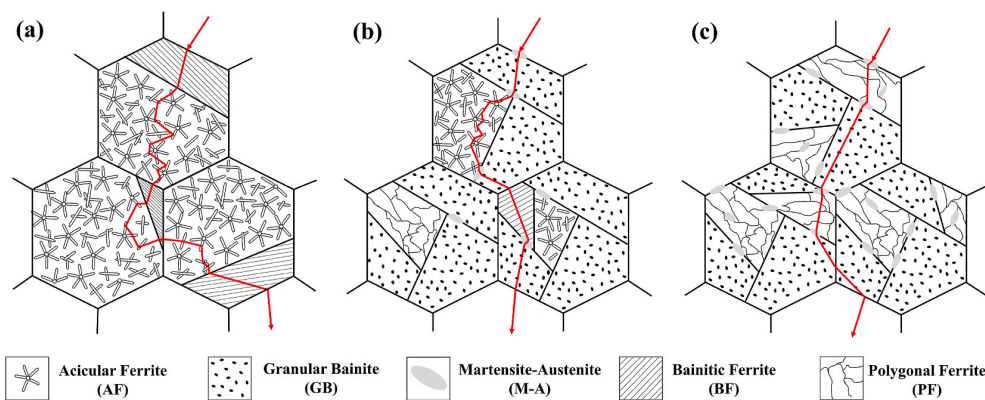 (a)
(b)
(c)
Acicular Ferrite
(AF)
Granular Bainite
(GB)
Martensite-Austenite
(M-A)
Bainitic Ferrite
(BF)
Polygonal Ferrite
(PF)